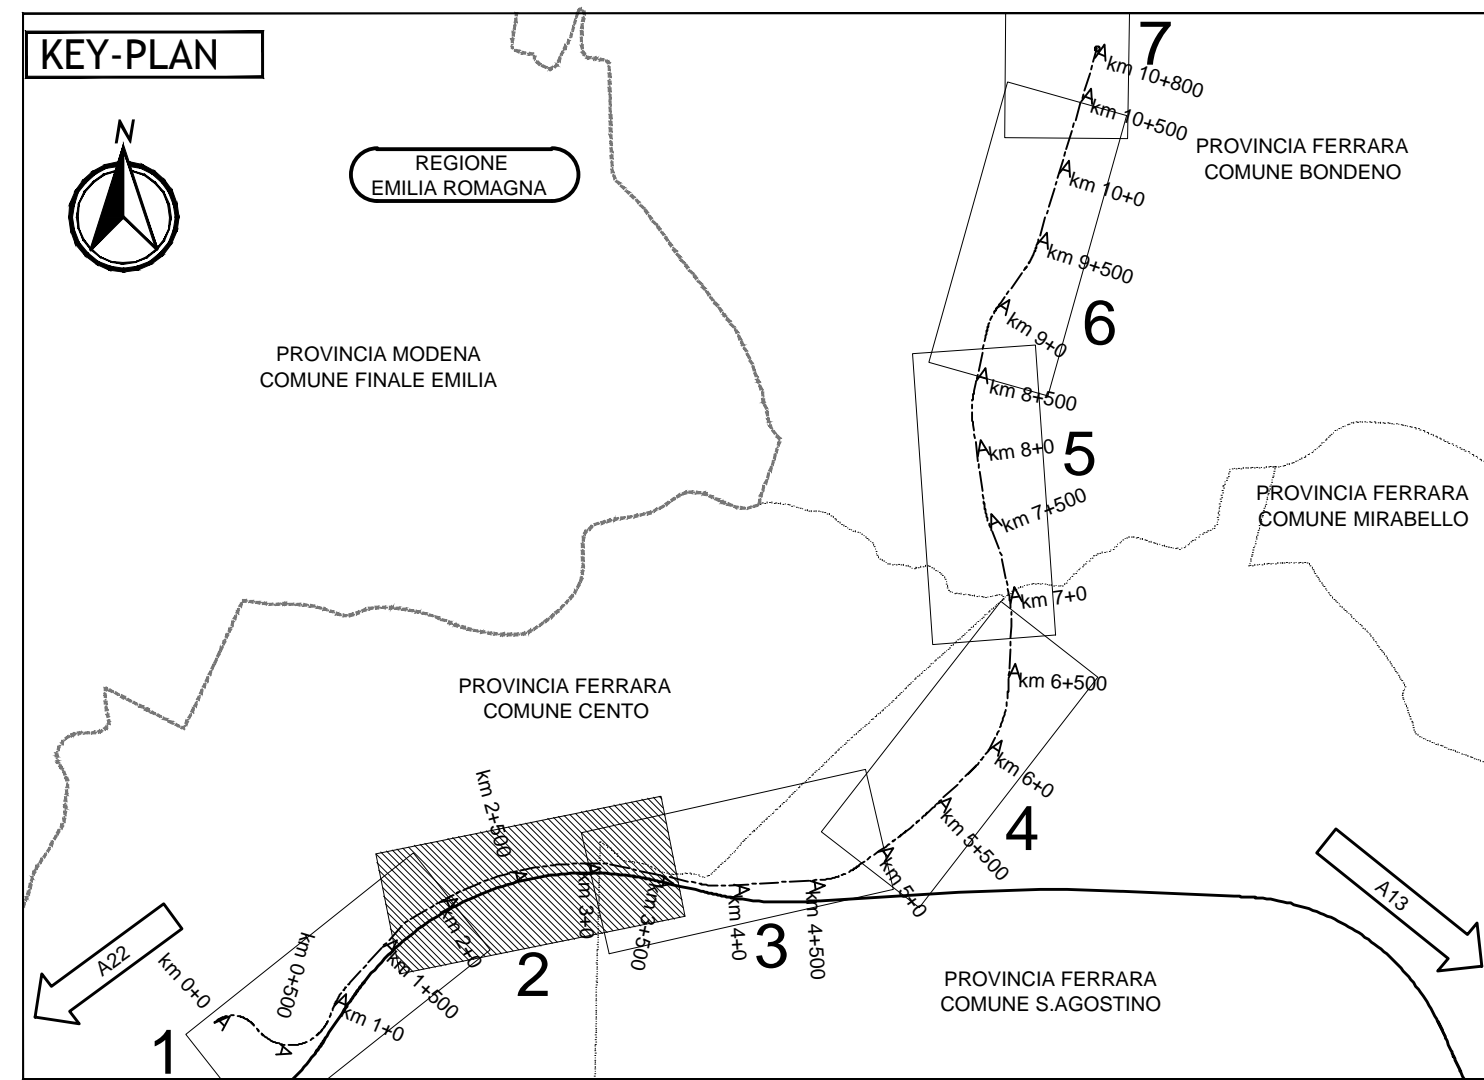 KEY-PLAN
N
REGIONE
EMILIA ROMAGNA
7
km 10+800
km 10+500
PROVINCIA FERRARA
COMUNE BONDENO
km 10+0
km 9+500
6
km 9+0
PROVINCIA MODENA
COMUNE FINALE EMILIA
km 8+500
5
km 8+0
PROVINCIA FERRARA
COMUNE MIRABELLO
km 7+500
km 7+0
km 6+500
PROVINCIA FERRARA
COMUNE CENTO
km 6+0
km 5+500
4
km 5+0
km 2+500
A13
A22
km 0+0
km 0+500
km 1+0
km 1+500
km 2+0
km 3+0
km 3+500
km 4+0
km 4+500
3
2
1
PROVINCIA FERRARA
COMUNE S.AGOSTINO